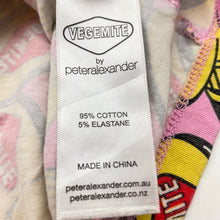 VEGEMITE
by
peteralexander
95% COTTON
5% ELASTANE
MADE IN CHINA
peteralexander.com.au
peteralexander.co.nz